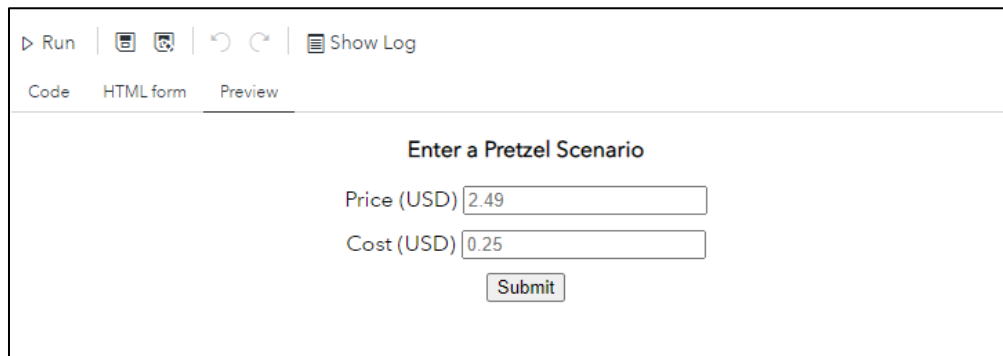 Run Show Log
Code HTML form Preview
Enter a Pretzel Scenario
Price (USD) 2.49
Cost (USD) 0.25
Submit